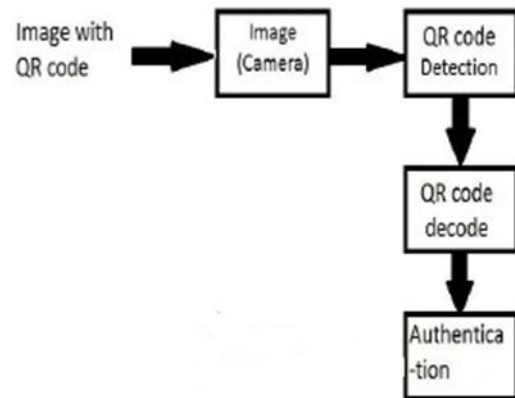 Image with
QR code
Image
(Camera)
QR code
Detection
QR code
decode
Authentica
-tion